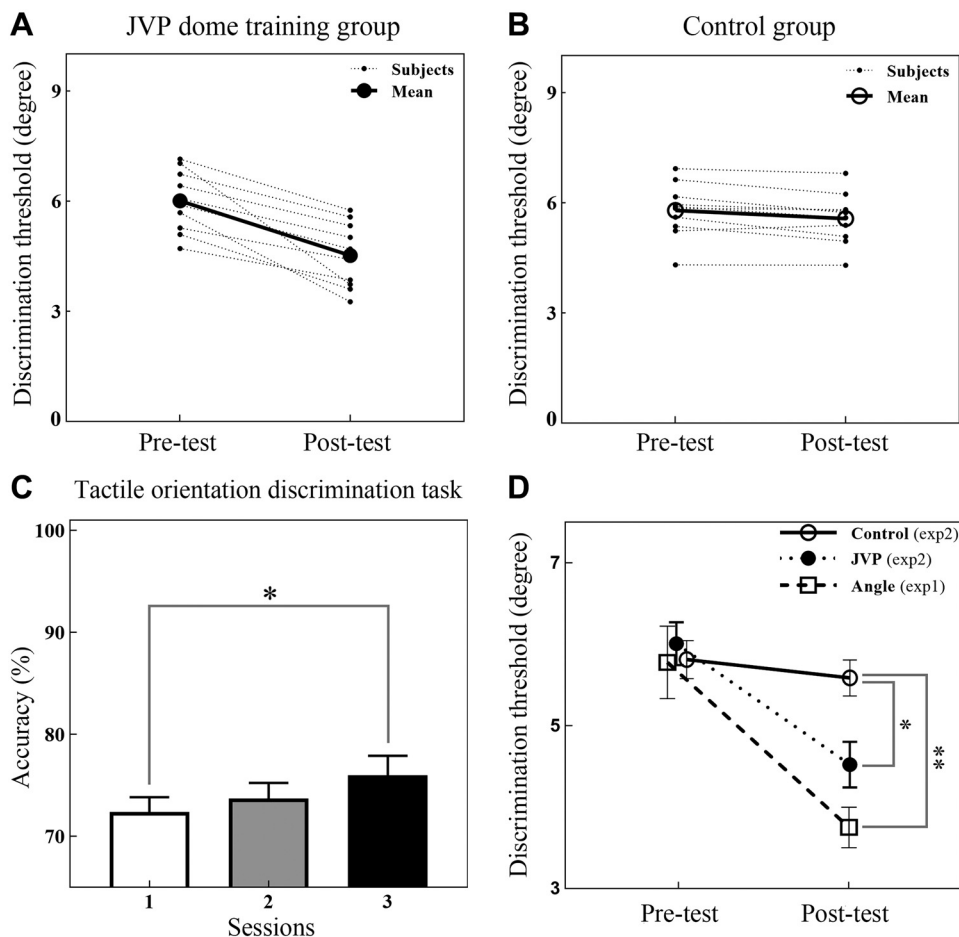 A JVP dome training group
Discrimination threshold (degree)
9
6
3
0
Subjects
Mean
Pre-test Post-test
B Control group
Discrimination threshold (degree)
9
6
3
0
Subjects
Mean
Pre-test Post-test
C Tactile orientation discrimination task
Accuracy (%)
100
90
80
70
*
1 2 3
Sessions
D
Discrimination threshold (degree)
7
5
3
Control (exp2)
JVP (exp2)
Angle (exp1)
*
**
Pre-test Post-test